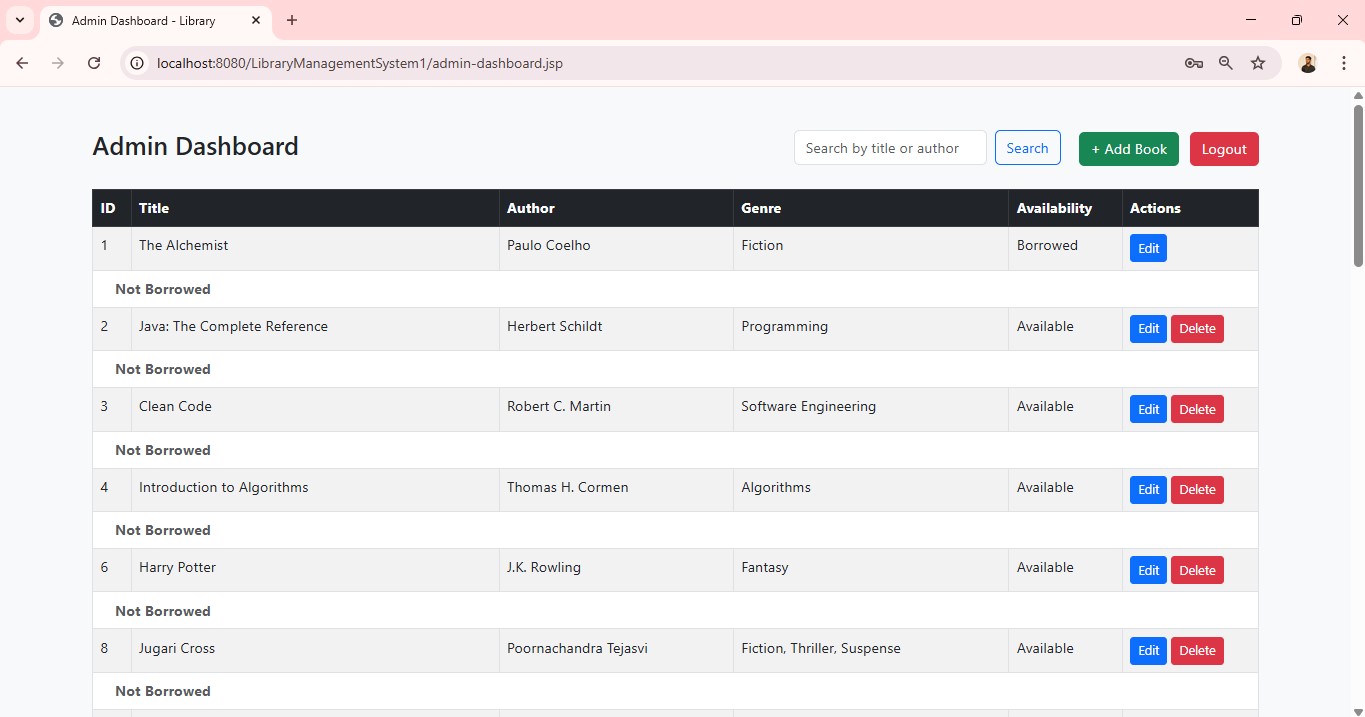 Admin Dashboard - Library
localhost:8080/LibraryManagementSystem1/admin-dashboard.jsp
Admin Dashboard Search by title or author Search + Add Book Logout
ID Title Author Genre Availability Actions
1 The Alchemist Paulo Coelho Fiction Borrowed Edit
Not Borrowed
2 Java: The Complete Reference Herbert Schildt Programming Available Edit Delete
Not Borrowed
3 Clean Code Robert C. Martin Software Engineering Available Edit Delete
Not Borrowed
4 Introduction to Algorithms Thomas H. Cormen Algorithms Available Edit Delete
Not Borrowed
6 Harry Potter J.K. Rowling Fantasy Available Edit Delete
Not Borrowed
8 Jugari Cross Poornachandra Tejasvi Fiction, Thriller, Suspense Available Edit Delete
Not Borrowed